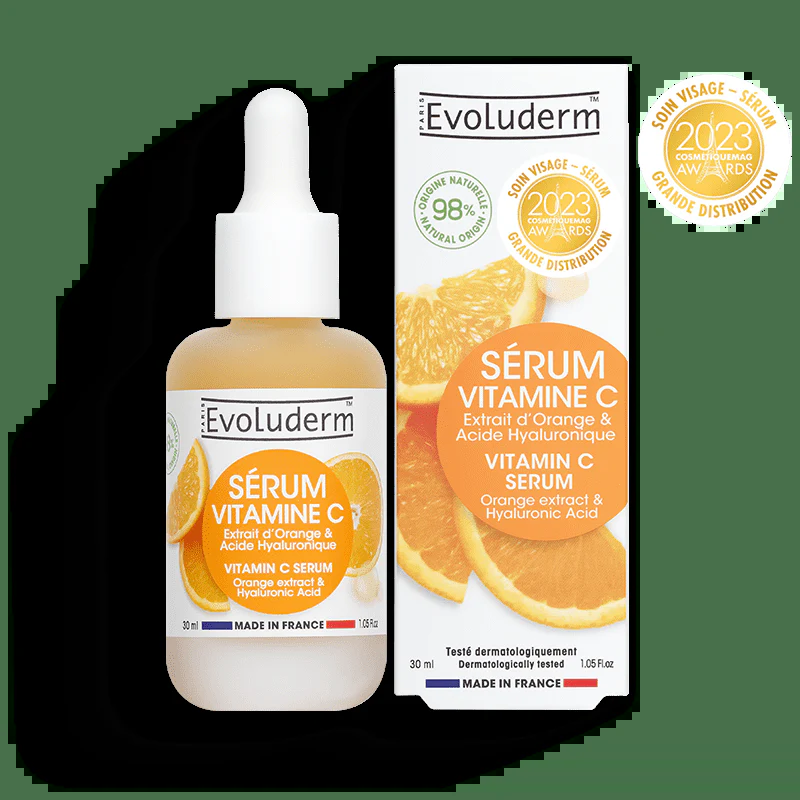 PARIS
Evoluderm™
SÉRUM
VITAMINE C
Extrait d'Orange &
Acide Hyaluronique
VITAMIN C SERUM
Orange extract &
Hyaluronic Acid
30 ml
MADE IN FRANCE
1.05 Fl.oz
PARIS
Evoluderm™
ORIGINE NATURELLE
98%
NATURAL ORIGIN
SOIN VISAGE – SÉRUM
2023
COSMETIQUEMAG
AWARDS
GRANDE DISTRIBUTION
SÉRUM
VITAMINE C
Extrait d'Orange &
Acide Hyaluronique
VITAMIN C
SERUM
Orange extract &
Hyaluronic Acid
Testé dermatologiquement
Dermatologically tested
30 ml
1.05 Fl.oz
MADE IN FRANCE
SOIN VISAGE – SÉRUM
2023
COSMETIQUEMAG
AWARDS
GRANDE DISTRIBUTION